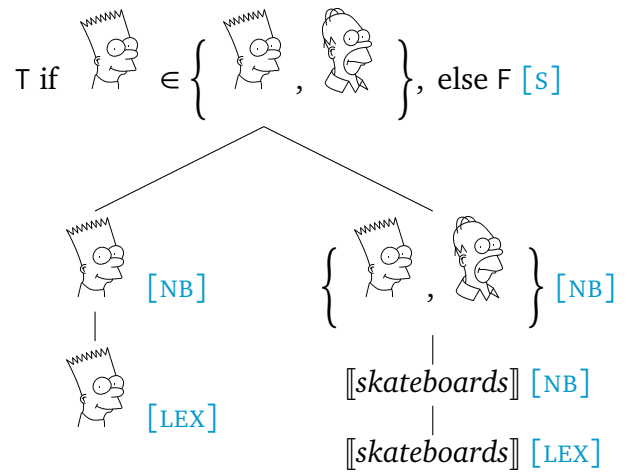 T if ∈ { , }, else F [S]
[NB] { , } [NB]
⟦skateboards⟧ [NB]
[LEX] ⟦skateboards⟧ [LEX]